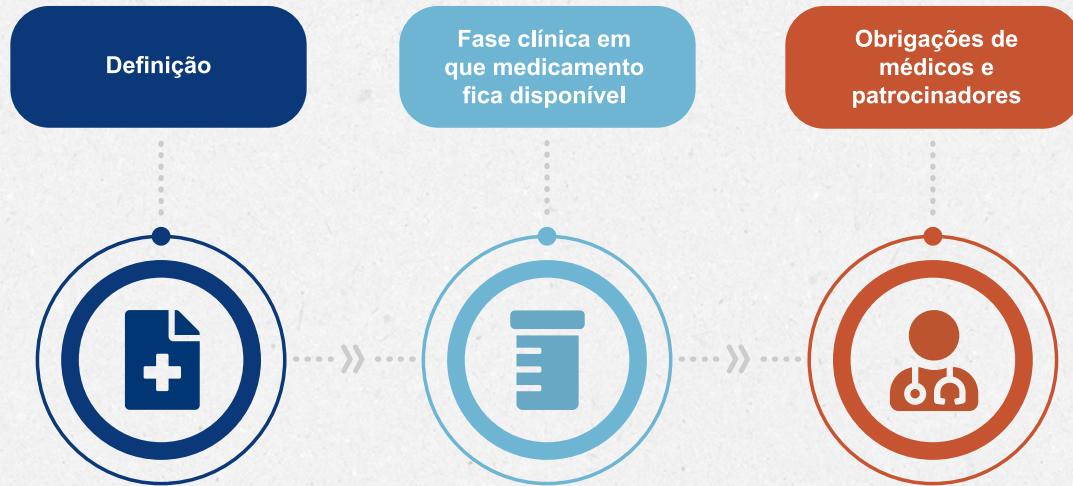 Definição
Fase clínica em
que medicamento
fica disponível
Obrigações de
médicos e
patrocinadores